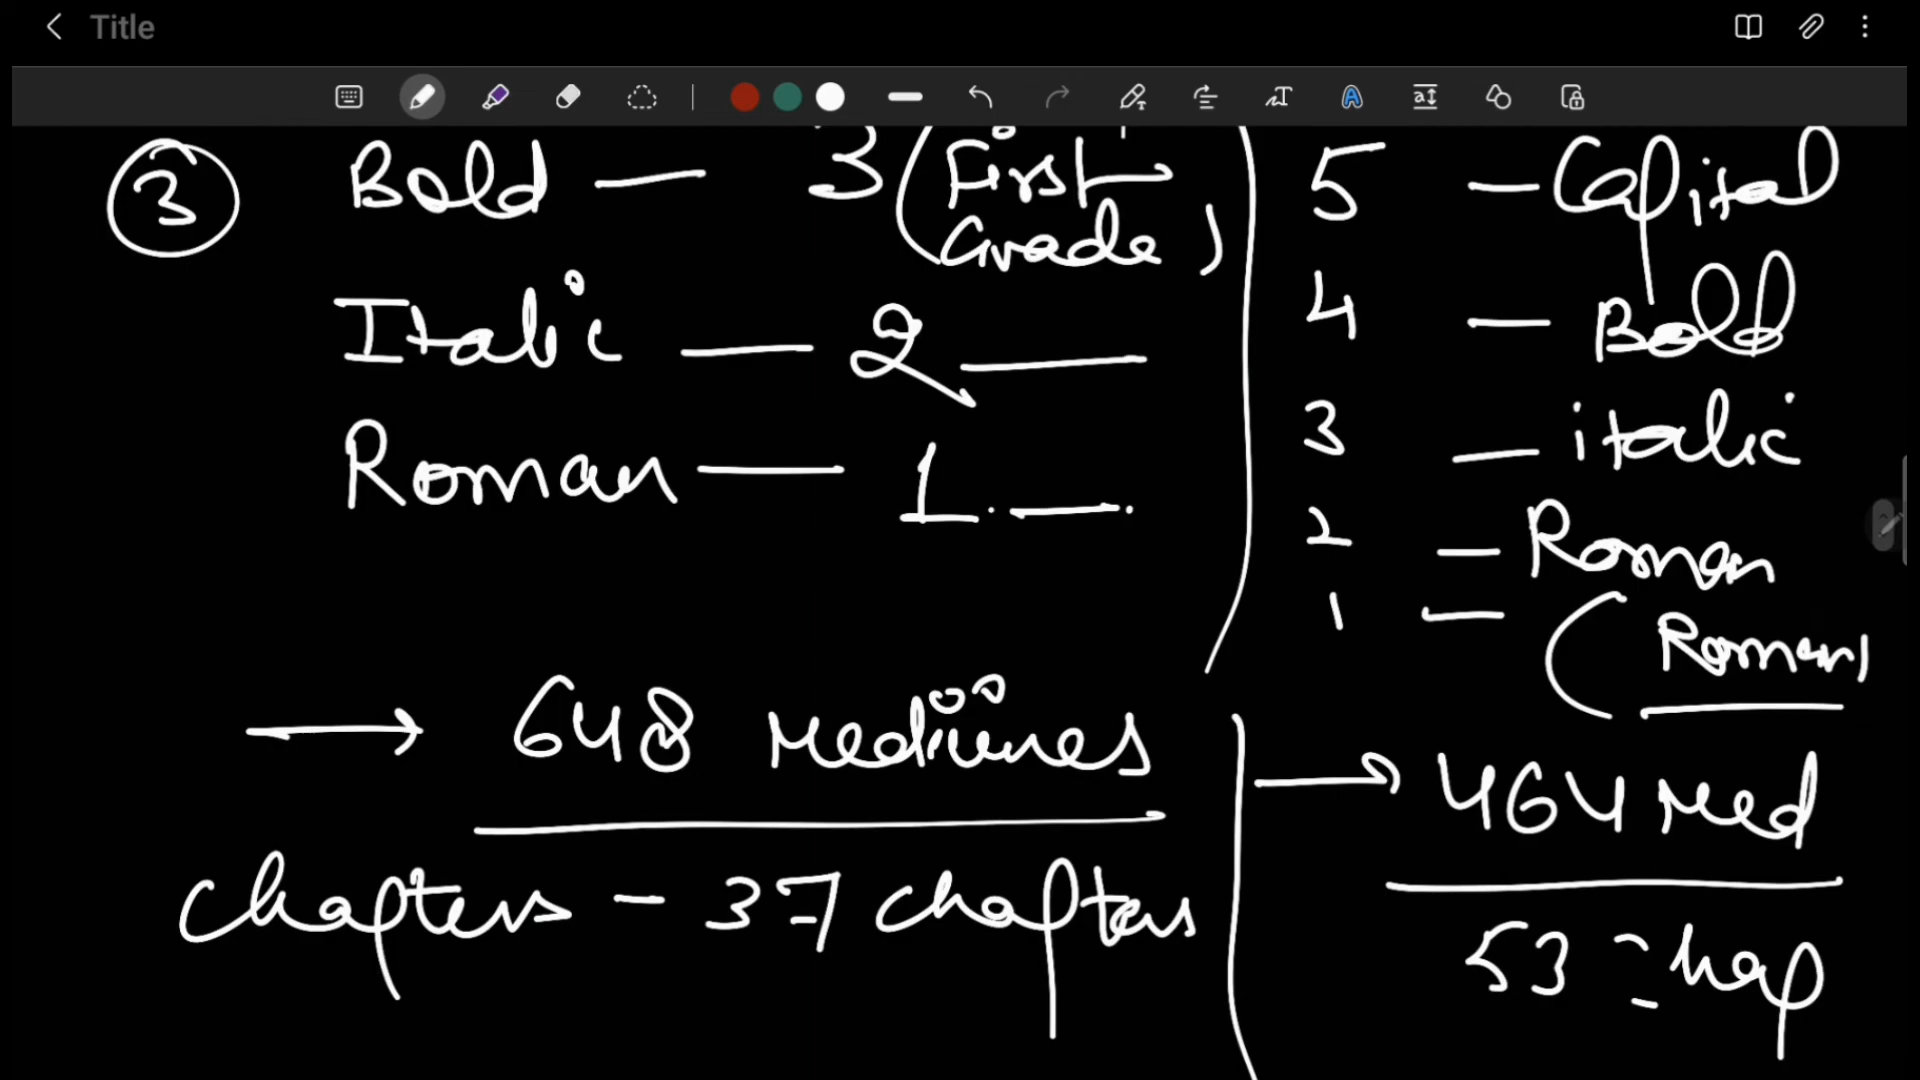 Title
③ Bold — 3 (First Grade)
Italic — 2 ——
Roman — 1. ——.
→ 648 Medicines
Chapters - 37 Chapters
5 — Capital
4 — Bold
3 — italic
2 — Roman
1 — (Roman)
→ 464 Med
53 Chap